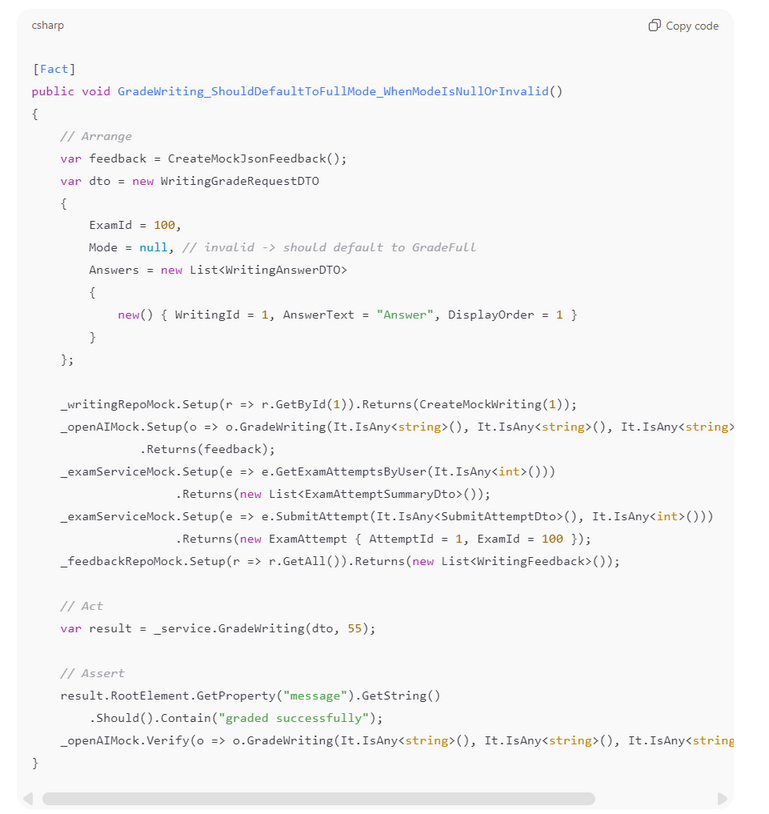 csharp
Copy code
[Fact]
public void GradeWriting_ShouldDefaultToFullMode_WhenModeIsNullOrInvalid()
{
    // Arrange
    var feedback = CreateMockJsonFeedback();
    var dto = new WritingGradeRequestDTO
    {
        ExamId = 100,
        Mode = null, // invalid -> should default to GradeFull
        Answers = new List<WritingAnswerDTO>
        {
            new() { WritingId = 1, AnswerText = "Answer", DisplayOrder = 1 }
        }
    };
    _writingRepoMock.Setup(r => r.GetById(1)).Returns(CreateMockWriting(1));
    _openAIMock.Setup(o => o.GradeWriting(It.IsAny<string>(), It.IsAny<string>(), It.IsAny<string>
               .Returns(feedback);
    _examServiceMock.Setup(e => e.GetExamAttemptsByUser(It.IsAny<int>()))
                    .Returns(new List<ExamAttemptSummaryDto>());
    _examServiceMock.Setup(e => e.SubmitAttempt(It.IsAny<SubmitAttemptDto>(), It.IsAny<int>()))
                    .Returns(new ExamAttempt { AttemptId = 1, ExamId = 100 });
    _feedbackRepoMock.Setup(r => r.GetAll()).Returns(new List<WritingFeedback>());
    // Act
    var result = _service.GradeWriting(dto, 55);
    // Assert
    result.RootElement.GetProperty("message").GetString()
        .Should().Contain("graded successfully");
    _openAIMock.Verify(o => o.GradeWriting(It.IsAny<string>(), It.IsAny<string>(), It.IsAny<string
}